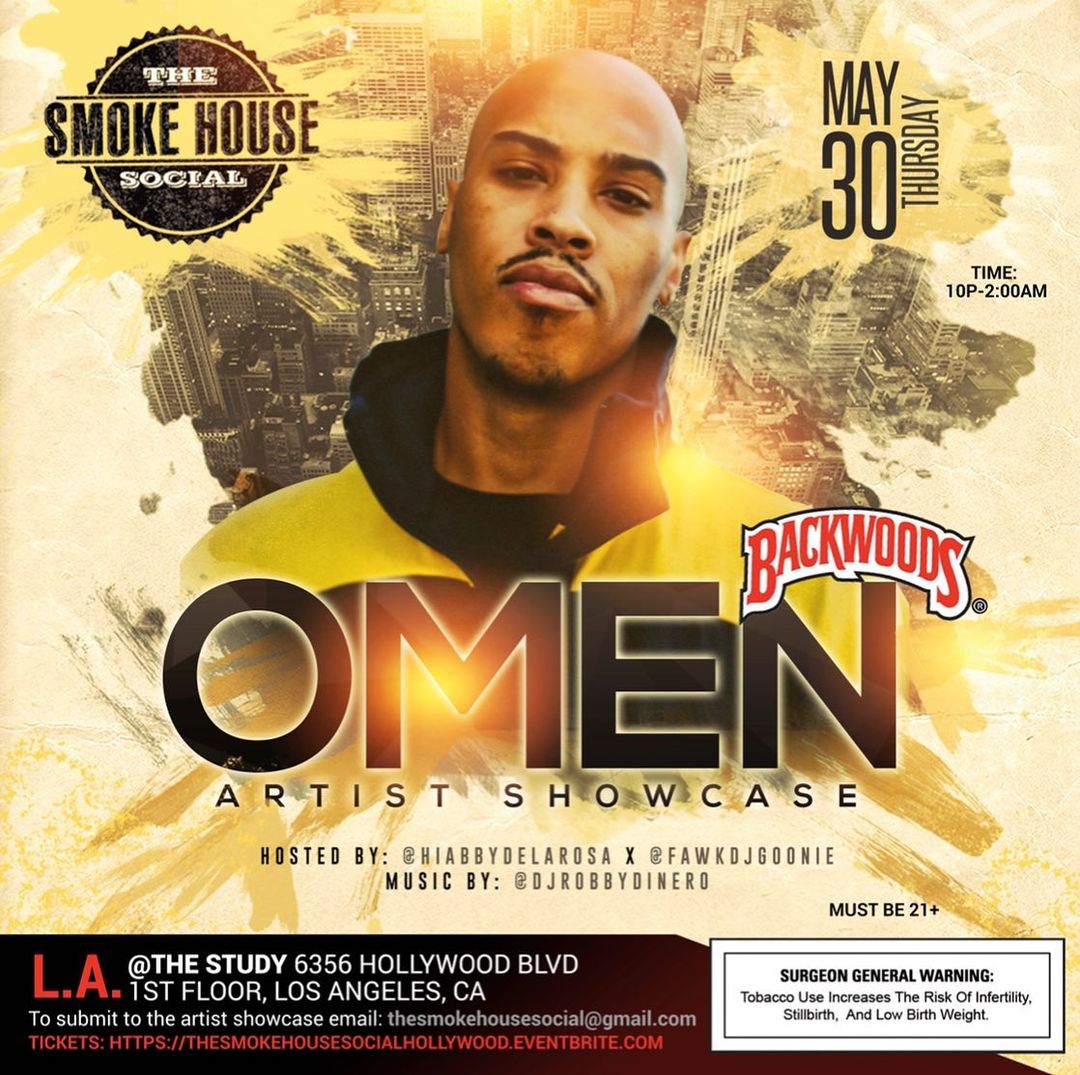 THE
SMOKE HOUSE
SOCIAL
MAY
30
THURSDAY
TIME:
10P-2:00AM
BACKWOODS®
OMEN
ARTIST SHOWCASE
HOSTED BY: @HIABBYDELAROSA X @FAWKDJGOONIE
MUSIC BY: @DJROBBYDINERO
MUST BE 21+
L.A. @THE STUDY 6356 HOLLYWOOD BLVD
1ST FLOOR, LOS ANGELES, CA
To submit to the artist showcase email: thesmokehousesocial@gmail.com
TICKETS: HTTPS://THESMOKEHOUSESOCIALHOLLYWOOD.EVENTBRITE.COM
SURGEON GENERAL WARNING:
Tobacco Use Increases The Risk Of Infertility,
Stillbirth, And Low Birth Weight.